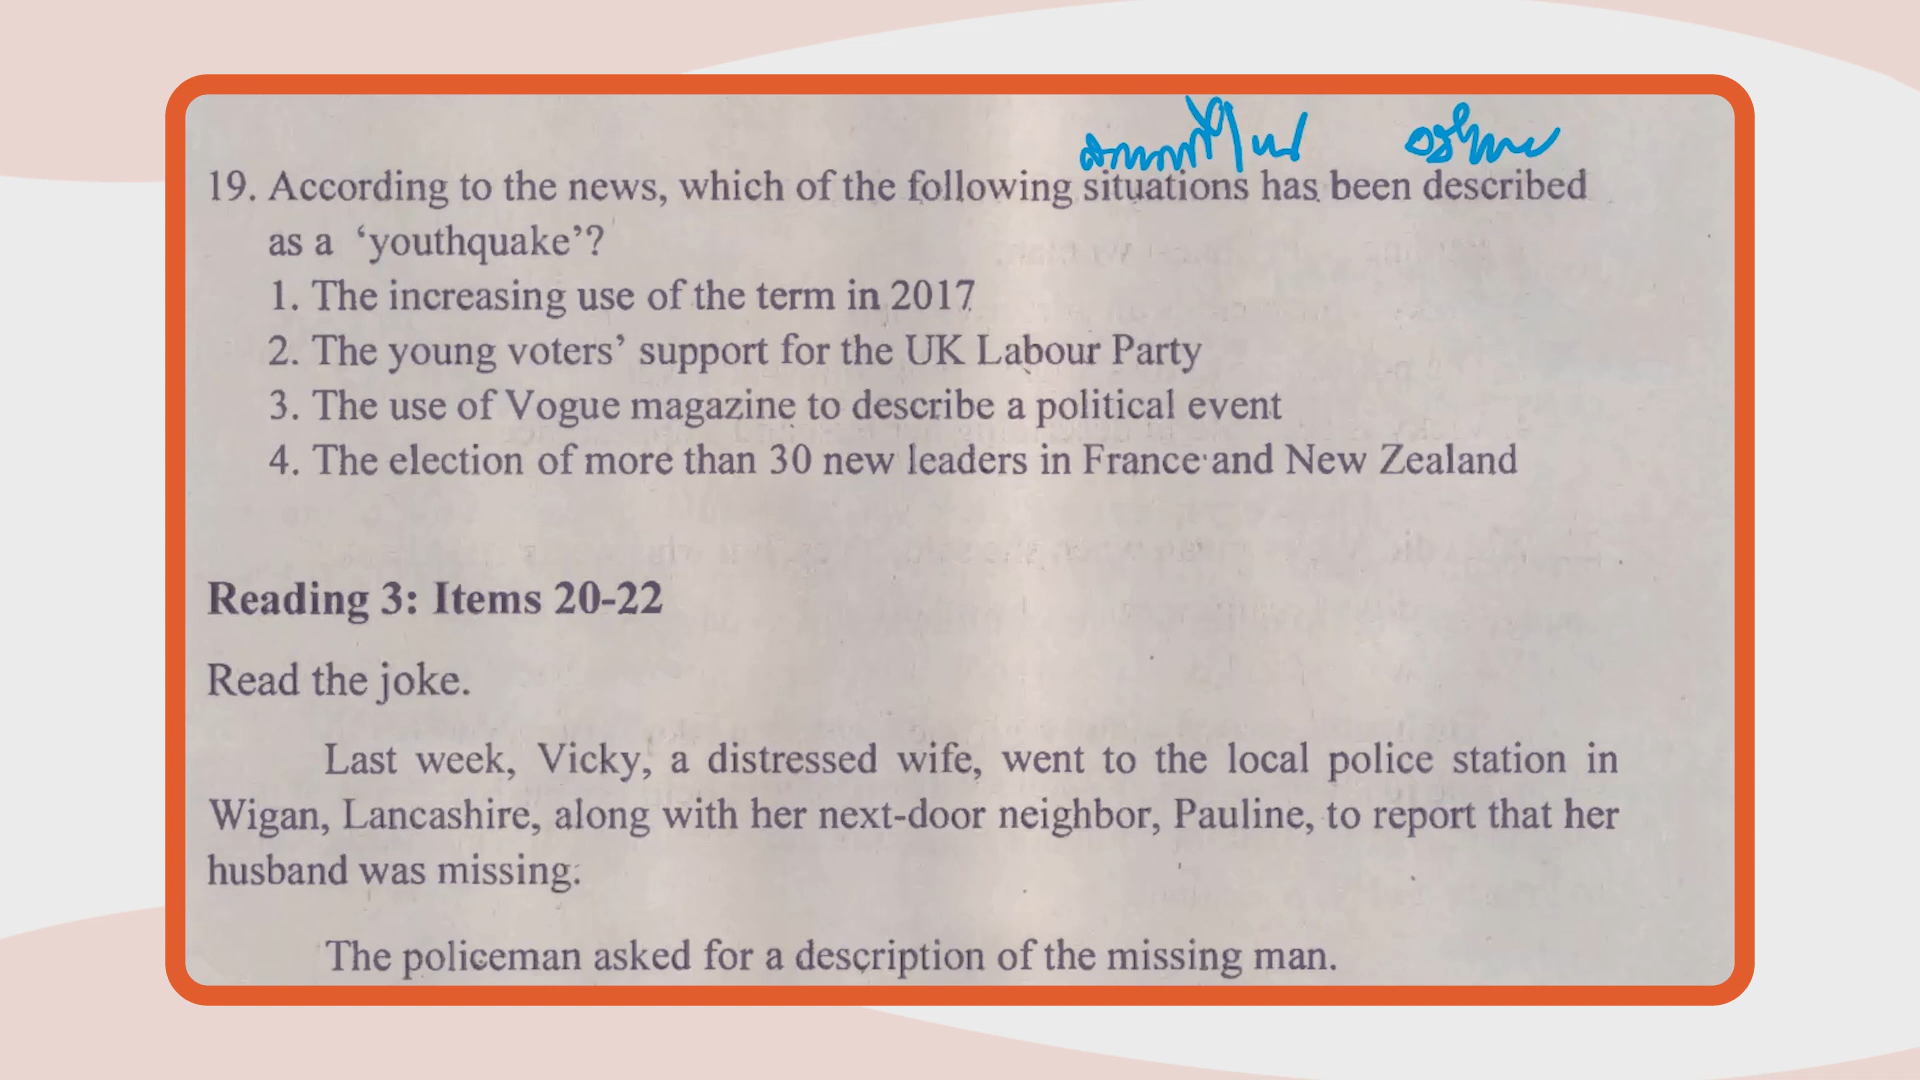 19. According to the news, which of the following situations has been described
as a ‘youthquake’?
1. The increasing use of the term in 2017
2. The young voters’ support for the UK Labour Party
3. The use of Vogue magazine to describe a political event
4. The election of more than 30 new leaders in France and New Zealand
Reading 3: Items 20-22
Read the joke.
Last week, Vicky, a distressed wife, went to the local police station in
Wigan, Lancashire, along with her next-door neighbor, Pauline, to report that her
husband was missing.
The policeman asked for a description of the missing man.